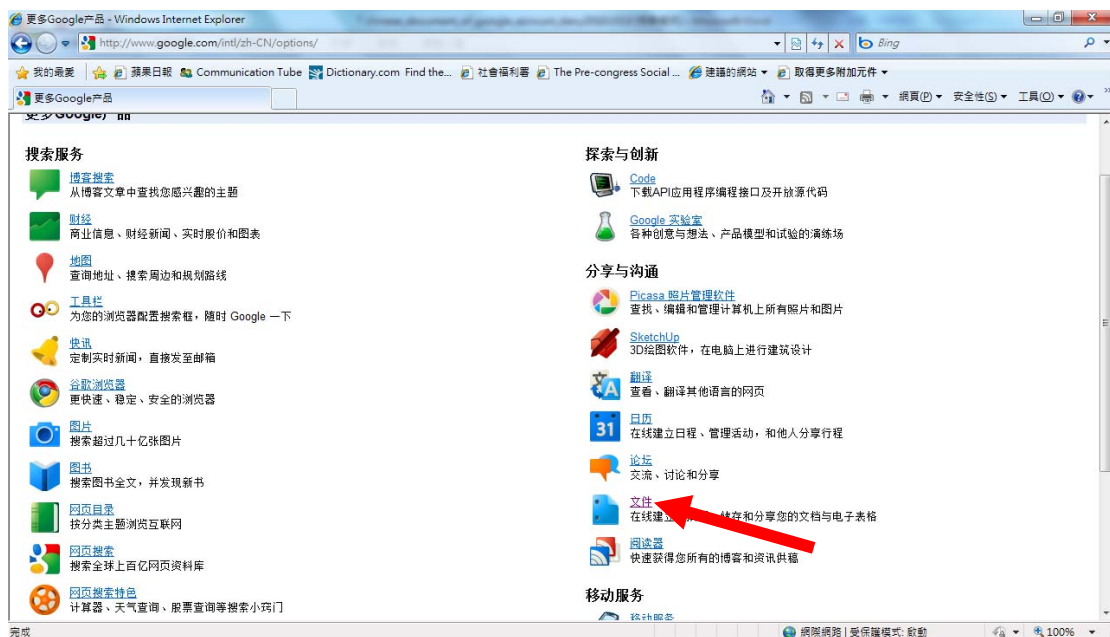 更多Google产品 - Windows Internet Explorer
http://www.google.com/intl/zh-CN/options/
Bing
我的最愛
蘋果日報
Communication Tube
Dictionary.com Find the...
社會福利署
The Pre-congress Social ...
建議的網站
取得更多附加元件
更多Google产品
網頁(P)
安全性(S)
工具(O)
更多Google产品
搜索服务
博客搜索
从博客文章中查找您感兴趣的主题
财经
商业信息、财经新闻、实时股价和图表
地图
查询地址、搜索周边和规划路线
工具栏
为您的浏览器配置搜索框，随时 Google 一下
快讯
定制实时新闻，直接发至邮箱
谷歌浏览器
更快速、稳定、安全的浏览器
图片
搜索超过几十亿张图片
图书
搜索图书全文，并发现新书
网页目录
按分类主题浏览互联网
网页搜索
搜索全球上百亿网页资料库
网页搜索特色
计算器、天气查询、股票查询等搜索小窍门
探索与创新
Code
下载API应用程序编程接口及开放源代码
Google 实验室
各种创意与想法、产品模型和试验的演练场
分享与沟通
Picasa 照片管理软件
查找、编辑和管理计算机上所有照片和图片
SketchUp
3D绘图软件，在电脑上进行建筑设计
翻译
查看、翻译其他语言的网页
日历
31
在线建立日程、管理活动，和他人分享行程
论坛
交流、讨论和分享
文件
在线建立 储存和分享您的文档与电子表格
阅读器
快速获得您所有的博客和资讯供稿
移动服务
移动服务
完成
網際網路 | 受保護模式: 啟動
100%